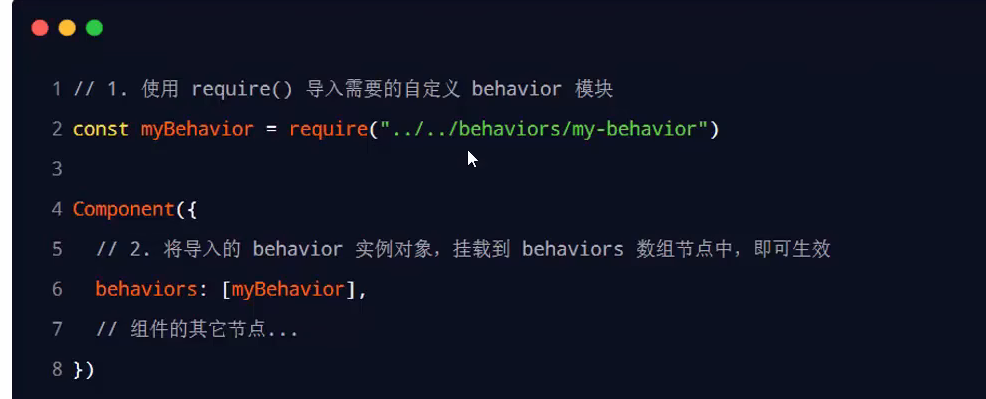 1 // 1. 使用 require() 导入需要的自定义 behavior 模块
2 const myBehavior = require("../../behaviors/my-behavior")
3
4 Component({
5   // 2. 将导入的 behavior 实例对象，挂载到 behaviors 数组节点中，即可生效
6   behaviors: [myBehavior],
7   // 组件的其它节点...
8 })